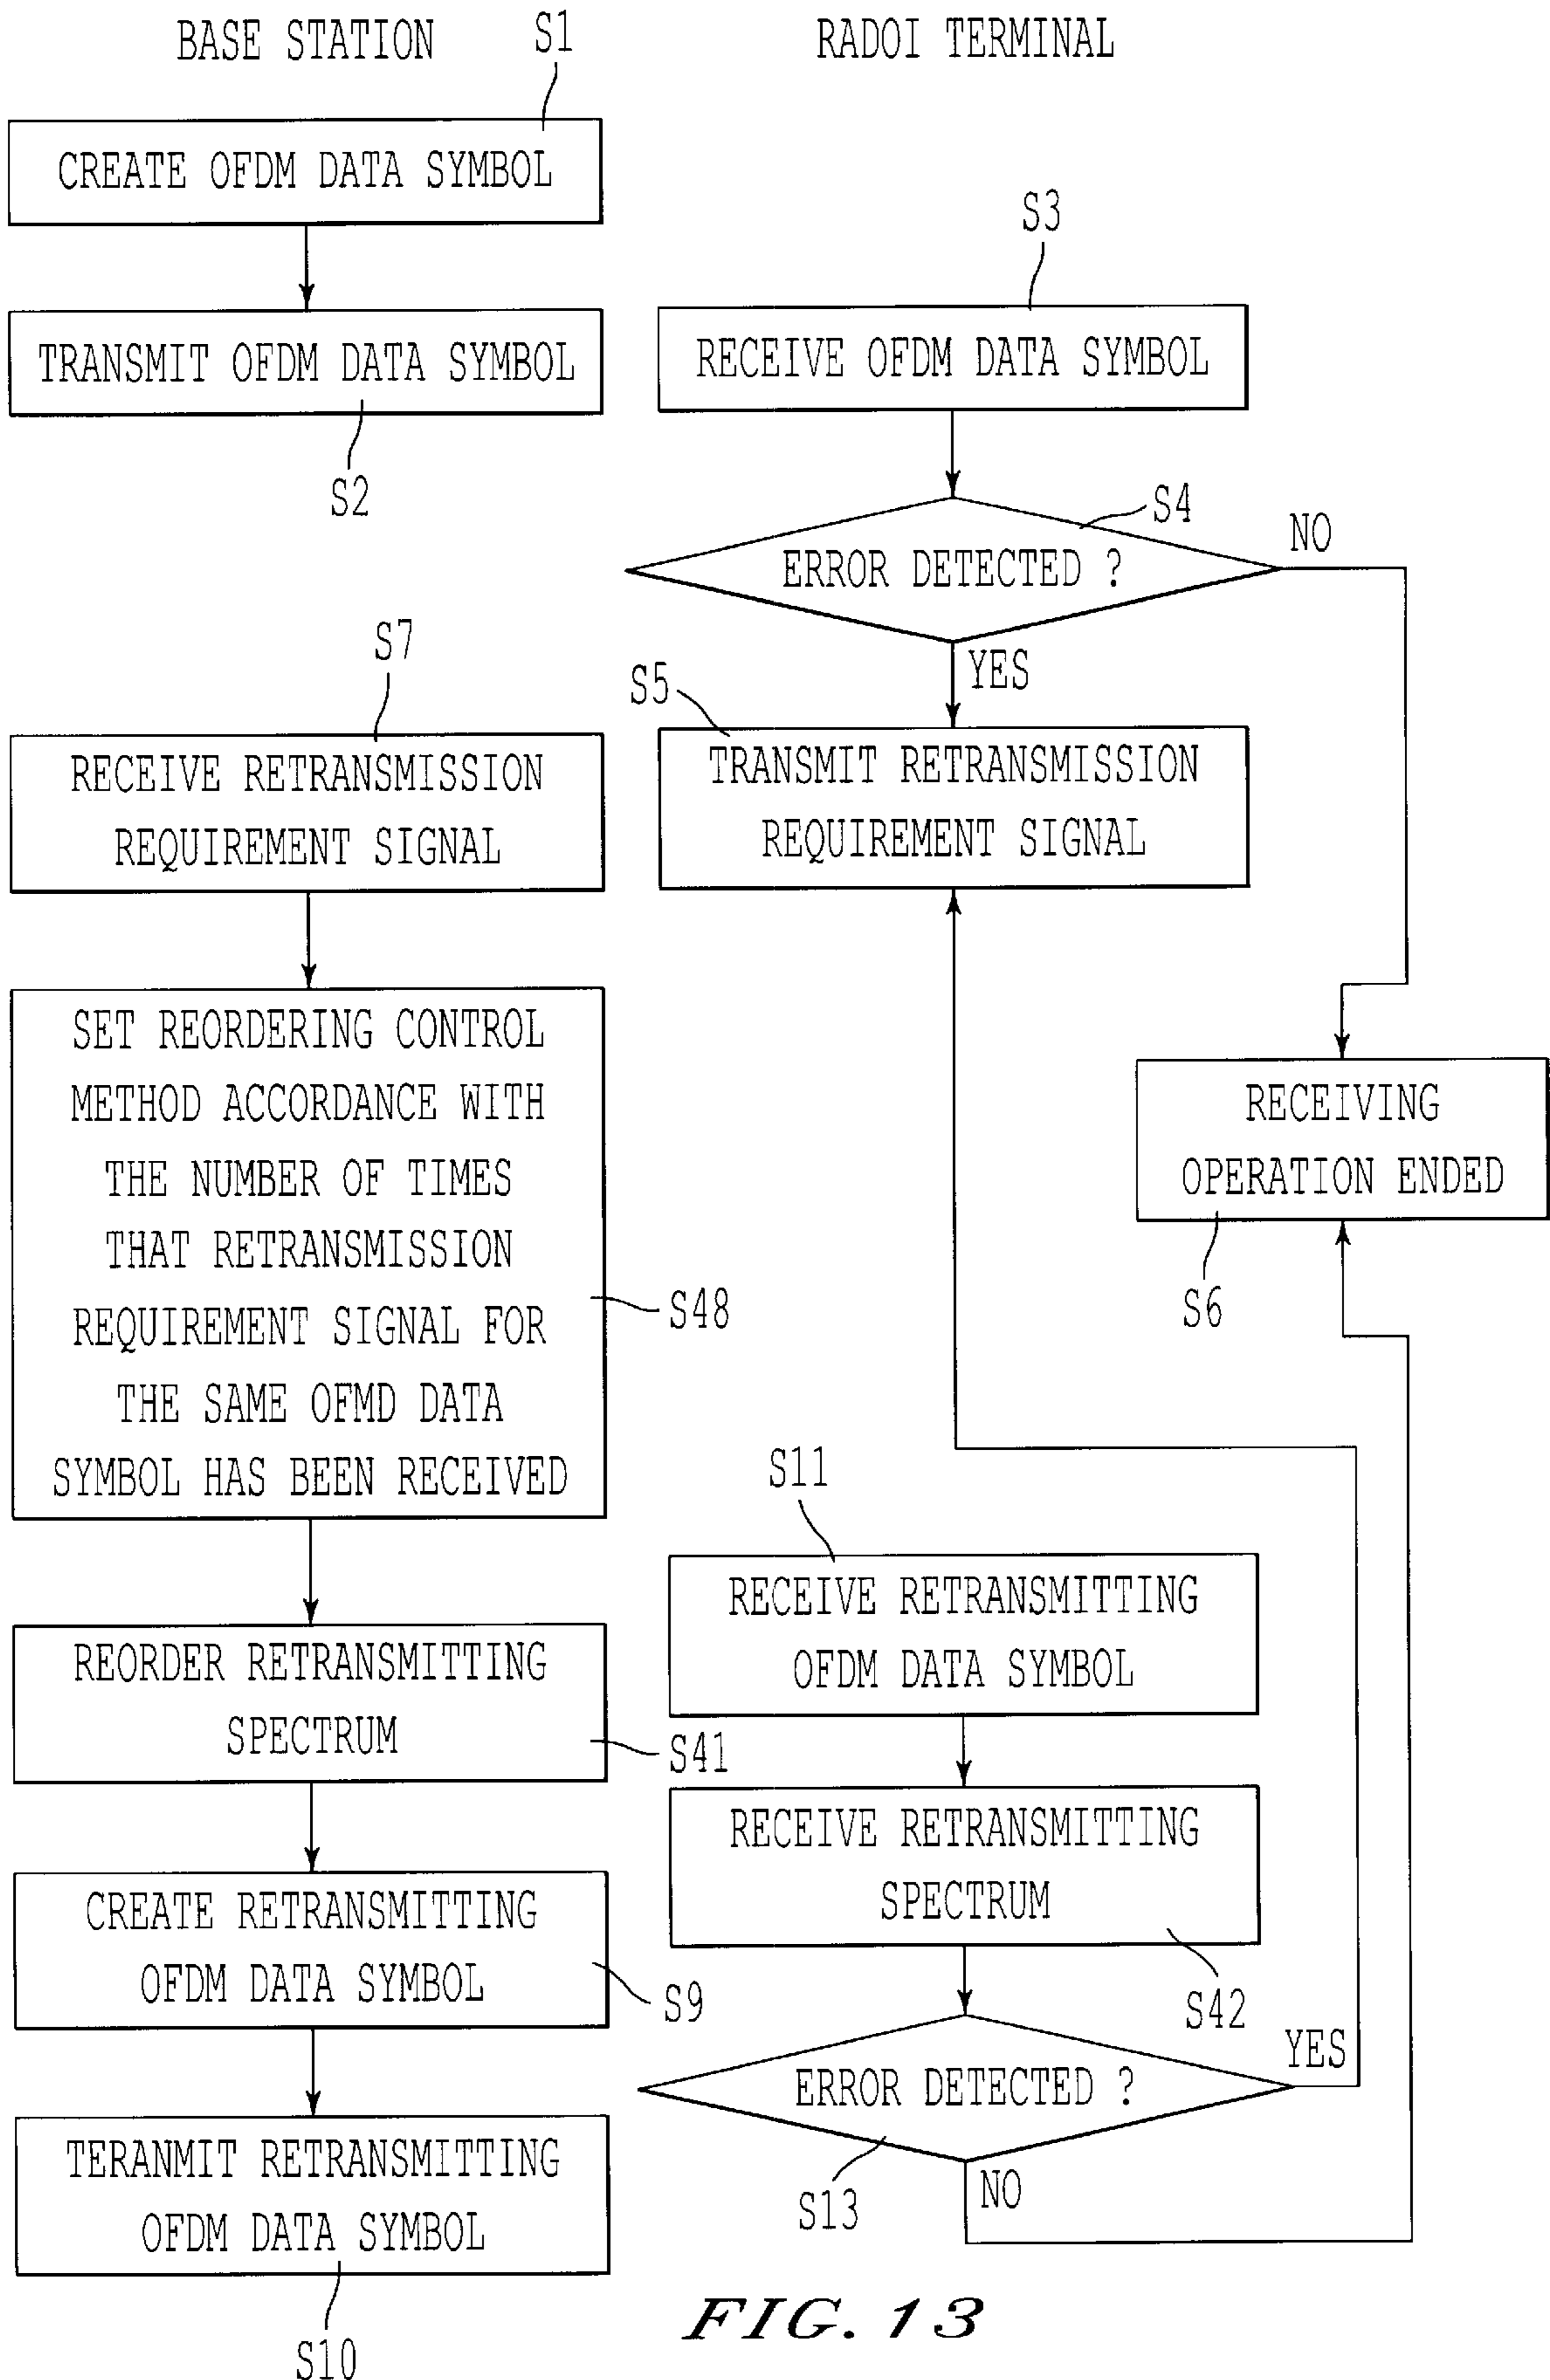 BASE STATION
S1
RADOI TERMINAL
CREATE OFDM DATA SYMBOL
S3
TRANSMIT OFDM DATA SYMBOL
RECEIVE OFDM DATA SYMBOL
S2
S4
NO
ERROR DETECTED ?
S7
YES
S5
RECEIVE RETRANSMISSION
REQUIREMENT SIGNAL
TRANSMIT RETRANSMISSION
REQUIREMENT SIGNAL
SET REORDERING CONTROL
METHOD ACCORDANCE WITH
THE NUMBER OF TIMES
THAT RETRANSMISSION
REQUIREMENT SIGNAL FOR
THE SAME OFMD DATA
SYMBOL HAS BEEN RECEIVED
S48
RECEIVING
OPERATION ENDED
S6
S11
RECEIVE RETRANSMITTING
OFDM DATA SYMBOL
REORDER RETRANSMITTING
SPECTRUM
S41
RECEIVE RETRANSMITTING
SPECTRUM
S42
CREATE RETRANSMITTING
OFDM DATA SYMBOL
S9
YES
ERROR DETECTED ?
S13
NO
TERANMIT RETRANSMITTING
OFDM DATA SYMBOL
S10
FIG. 13